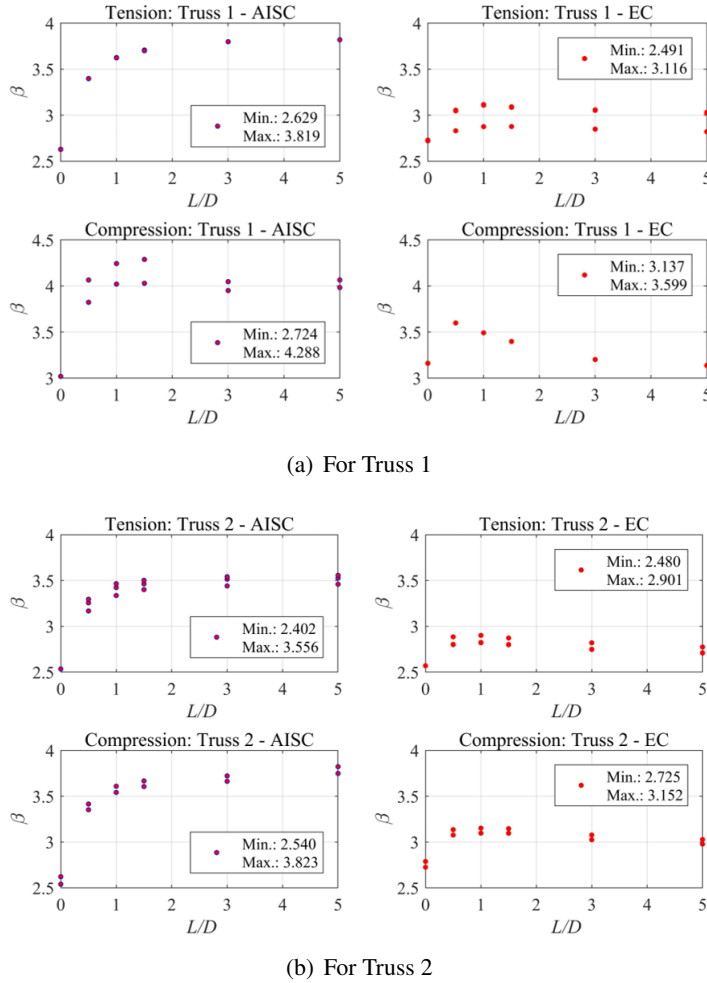 Tension: Truss 1 - AISC
4
3.5
3
2.5
β
0 1 2 3 4 5
L/D
Min.: 2.629
Max.: 3.819
Tension: Truss 1 - EC
4
3.5
3
2.5
β
0 1 2 3 4 5
L/D
Min.: 2.491
Max.: 3.116
Compression: Truss 1 - AISC
4.5
4
3.5
3
β
0 1 2 3 4 5
L/D
Min.: 2.724
Max.: 4.288
Compression: Truss 1 - EC
4.5
4
3.5
3
β
0 1 2 3 4 5
L/D
Min.: 3.137
Max.: 3.599
(a) For Truss 1
Tension: Truss 2 - AISC
4
3.5
3
2.5
β
0 1 2 3 4 5
L/D
Min.: 2.402
Max.: 3.556
Tension: Truss 2 - EC
4
3.5
3
2.5
β
0 1 2 3 4 5
L/D
Min.: 2.480
Max.: 2.901
Compression: Truss 2 - AISC
4
3.5
3
2.5
β
0 1 2 3 4 5
L/D
Min.: 2.540
Max.: 3.823
Compression: Truss 2 - EC
4
3.5
3
2.5
β
0 1 2 3 4 5
L/D
Min.: 2.725
Max.: 3.152
(b) For Truss 2